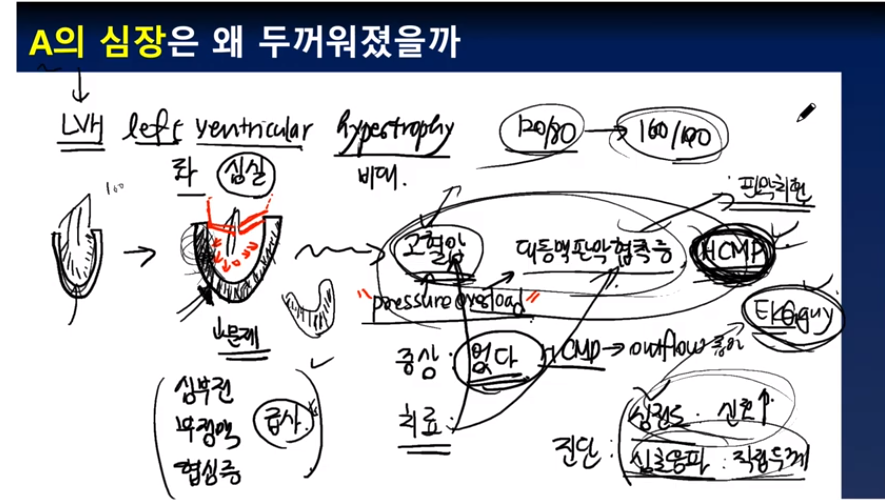 A의 심장은 왜 두꺼워졌을까
LVH left ventricular hypertrophy 120/80 160/100
좌 심실 비대.
100
판막치환
고혈압 대동맥판막협착증 HCMP
"pressure overload"
EKG guy
문제
증상: 없다 HCMP → outflow
심부전
부정맥 급사
협심증
치료:
심전도 : 신호↑
진단:
심초음파 : 직접두께